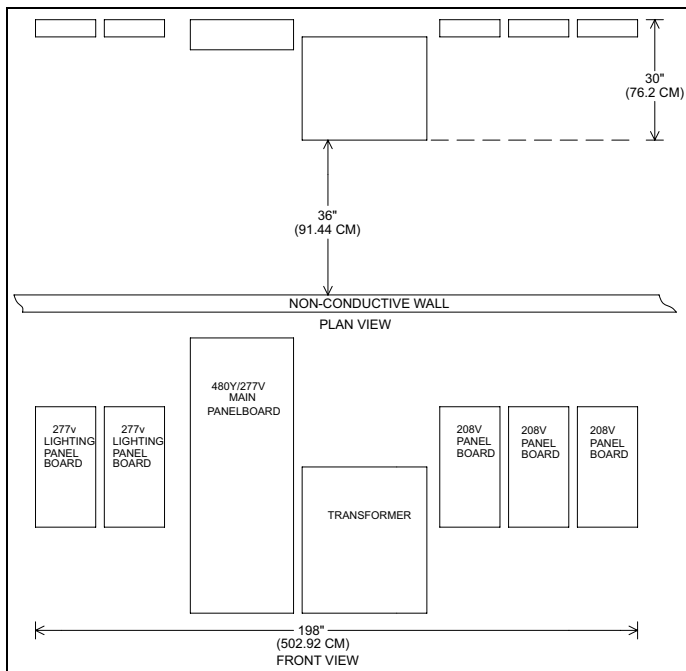 30"
(76.2 CM)
36"
(91.44 CM)
NON-CONDUCTIVE WALL
PLAN VIEW
277v
LIGHTING
PANEL
BOARD
277v
LIGHTING
PANEL
BOARD
480Y/277V
MAIN
PANELBOARD
TRANSFORMER
208V
PANEL
BOARD
208V
PANEL
BOARD
208V
PANEL
BOARD
198"
(502.92 CM)
FRONT VIEW